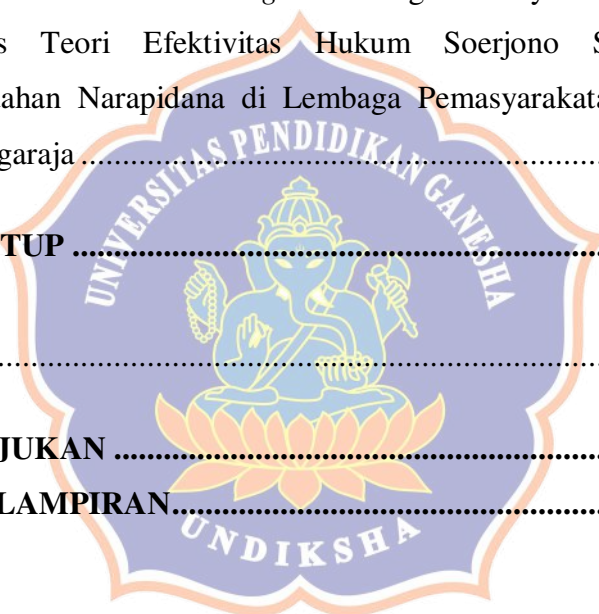 s Teori Efektivitas Hukum Soerjono S
ahan Narapidana di Lembaga Pemasyarakata
garaja ........................................
TUP ........................................
........................................
JUKAN ........................................
LAMPIRAN ........................................
UNIVERSITAS PENDIDIKAN GANESHA
UNDIKSHA